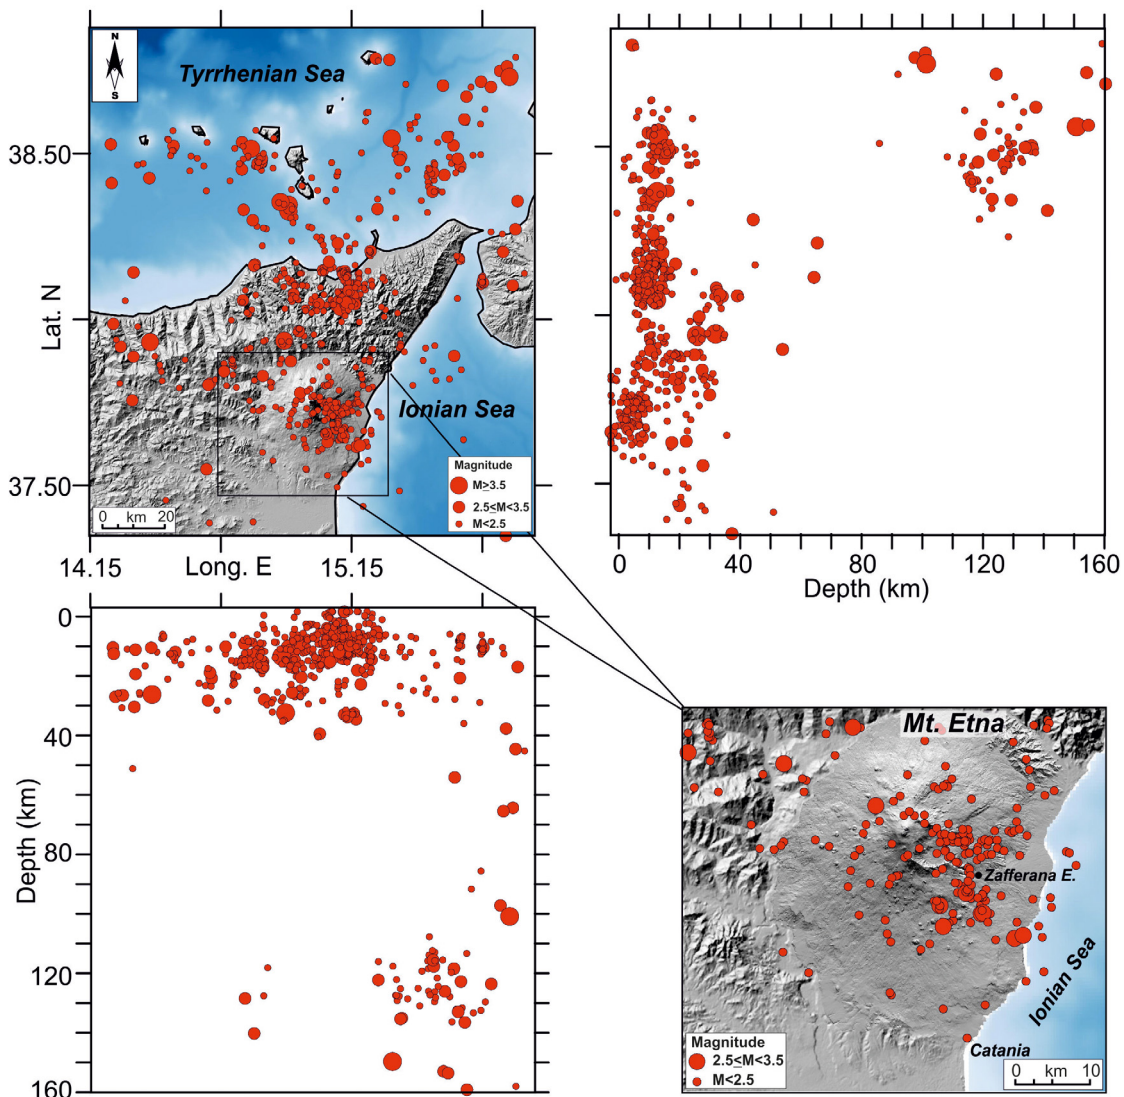 N
S
Tyrrhenian Sea
38.50
Lat. N
Ionian Sea
37.50
Magnitude
M≥3.5
2.5≤M<3.5
M<2.5
0 km 20
14.15 Long. E 15.15
0 40 80 120 160
Depth (km)
0
40
80
120
160
Depth (km)
Mt. Etna
Zafferana E.
Ionian Sea
Catania
Magnitude
2.5≤M<3.5
M<2.5
0 km 10